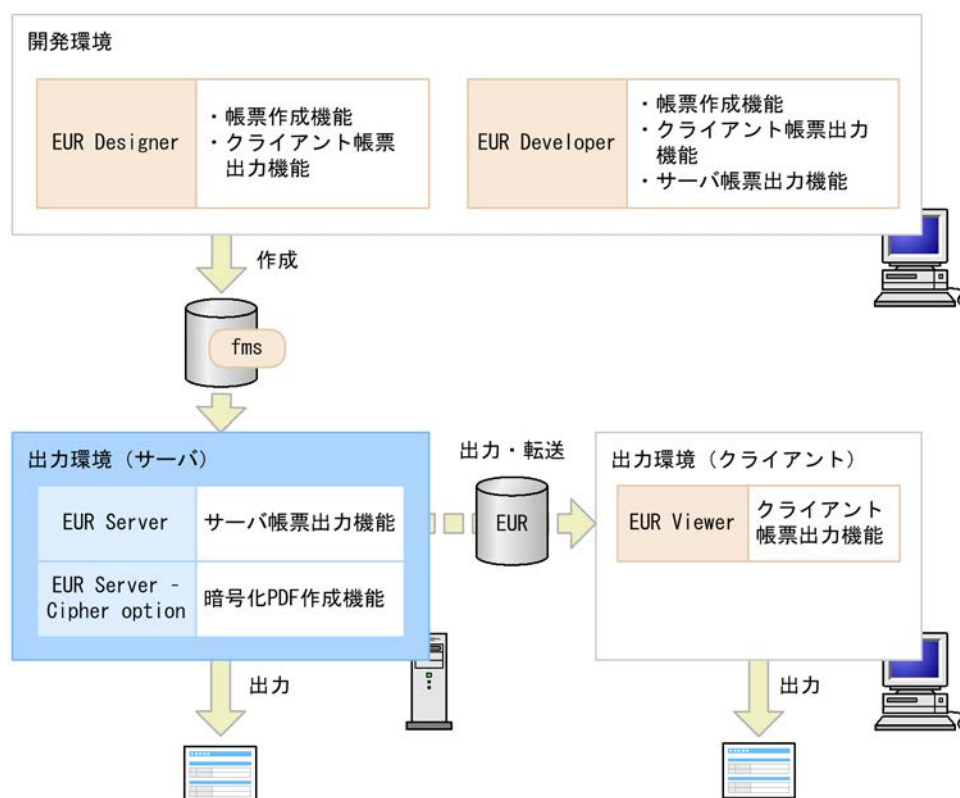 開発環境
EUR Designer
・帳票作成機能
・クライアント帳票
出力機能
EUR Developer
・帳票作成機能
・クライアント帳票出力
機能
・サーバ帳票出力機能
作成
fms
出力環境（サーバ）
EUR Server
サーバ帳票出力機能
EUR Server -
Cipher option
暗号化PDF作成機能
出力・転送
EUR
出力環境（クライアント）
EUR Viewer
クライアント
帳票出力機能
出力
出力